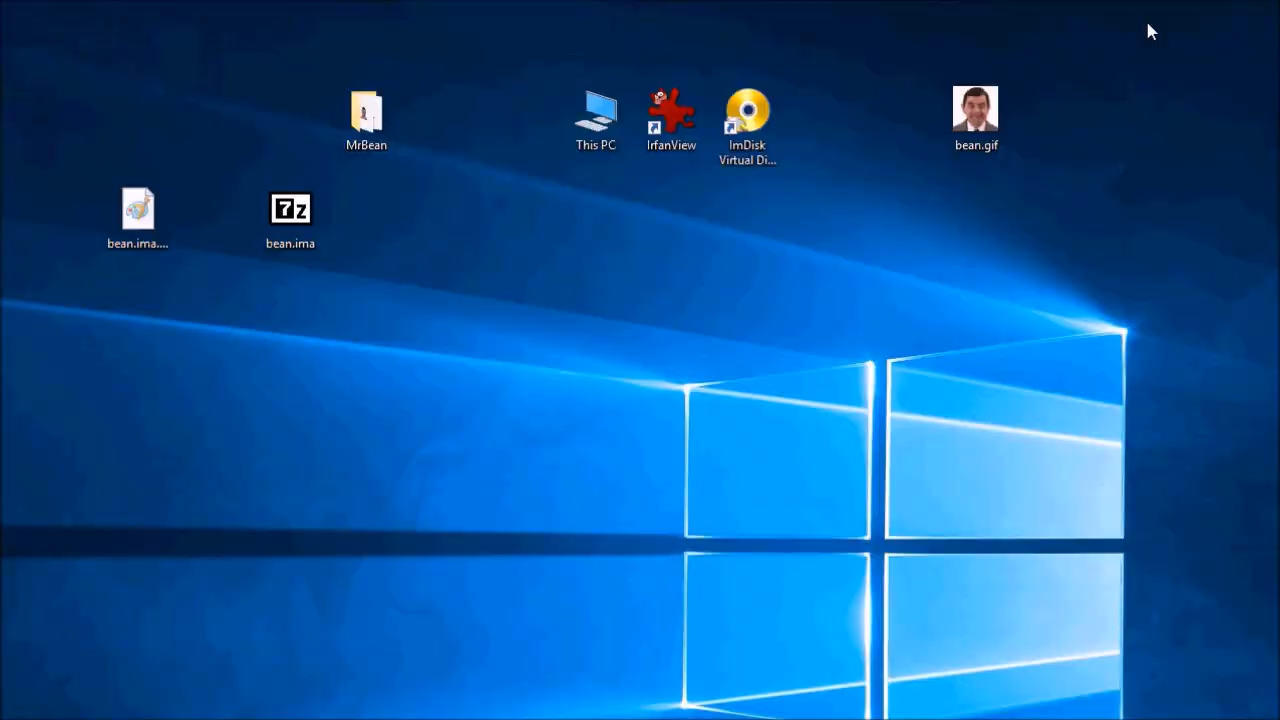 MrBean
This PC
IrfanView
ImDisk
Virtual Di...
bean.gif
bean.ima....
7z
bean.ima